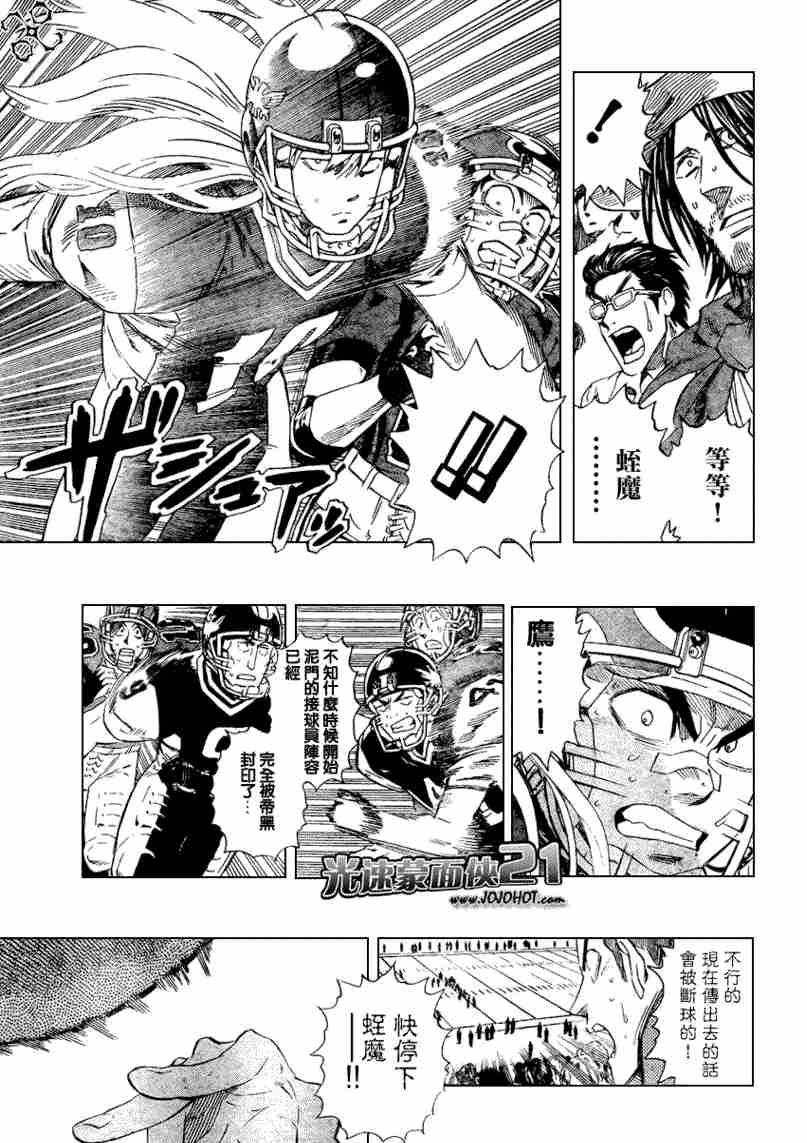 ！
等等！
蛭魔
………
！！
ザシュアッ
鷹……！
不知什麼時候開始
泥門的接球員陣容
已經
完全被帝黑
封印了…
光速蒙面俠21
www.JOJOHOT.com
不行的
現在傳出去的話
會被斷球的！
快停下
蛭魔
—！！